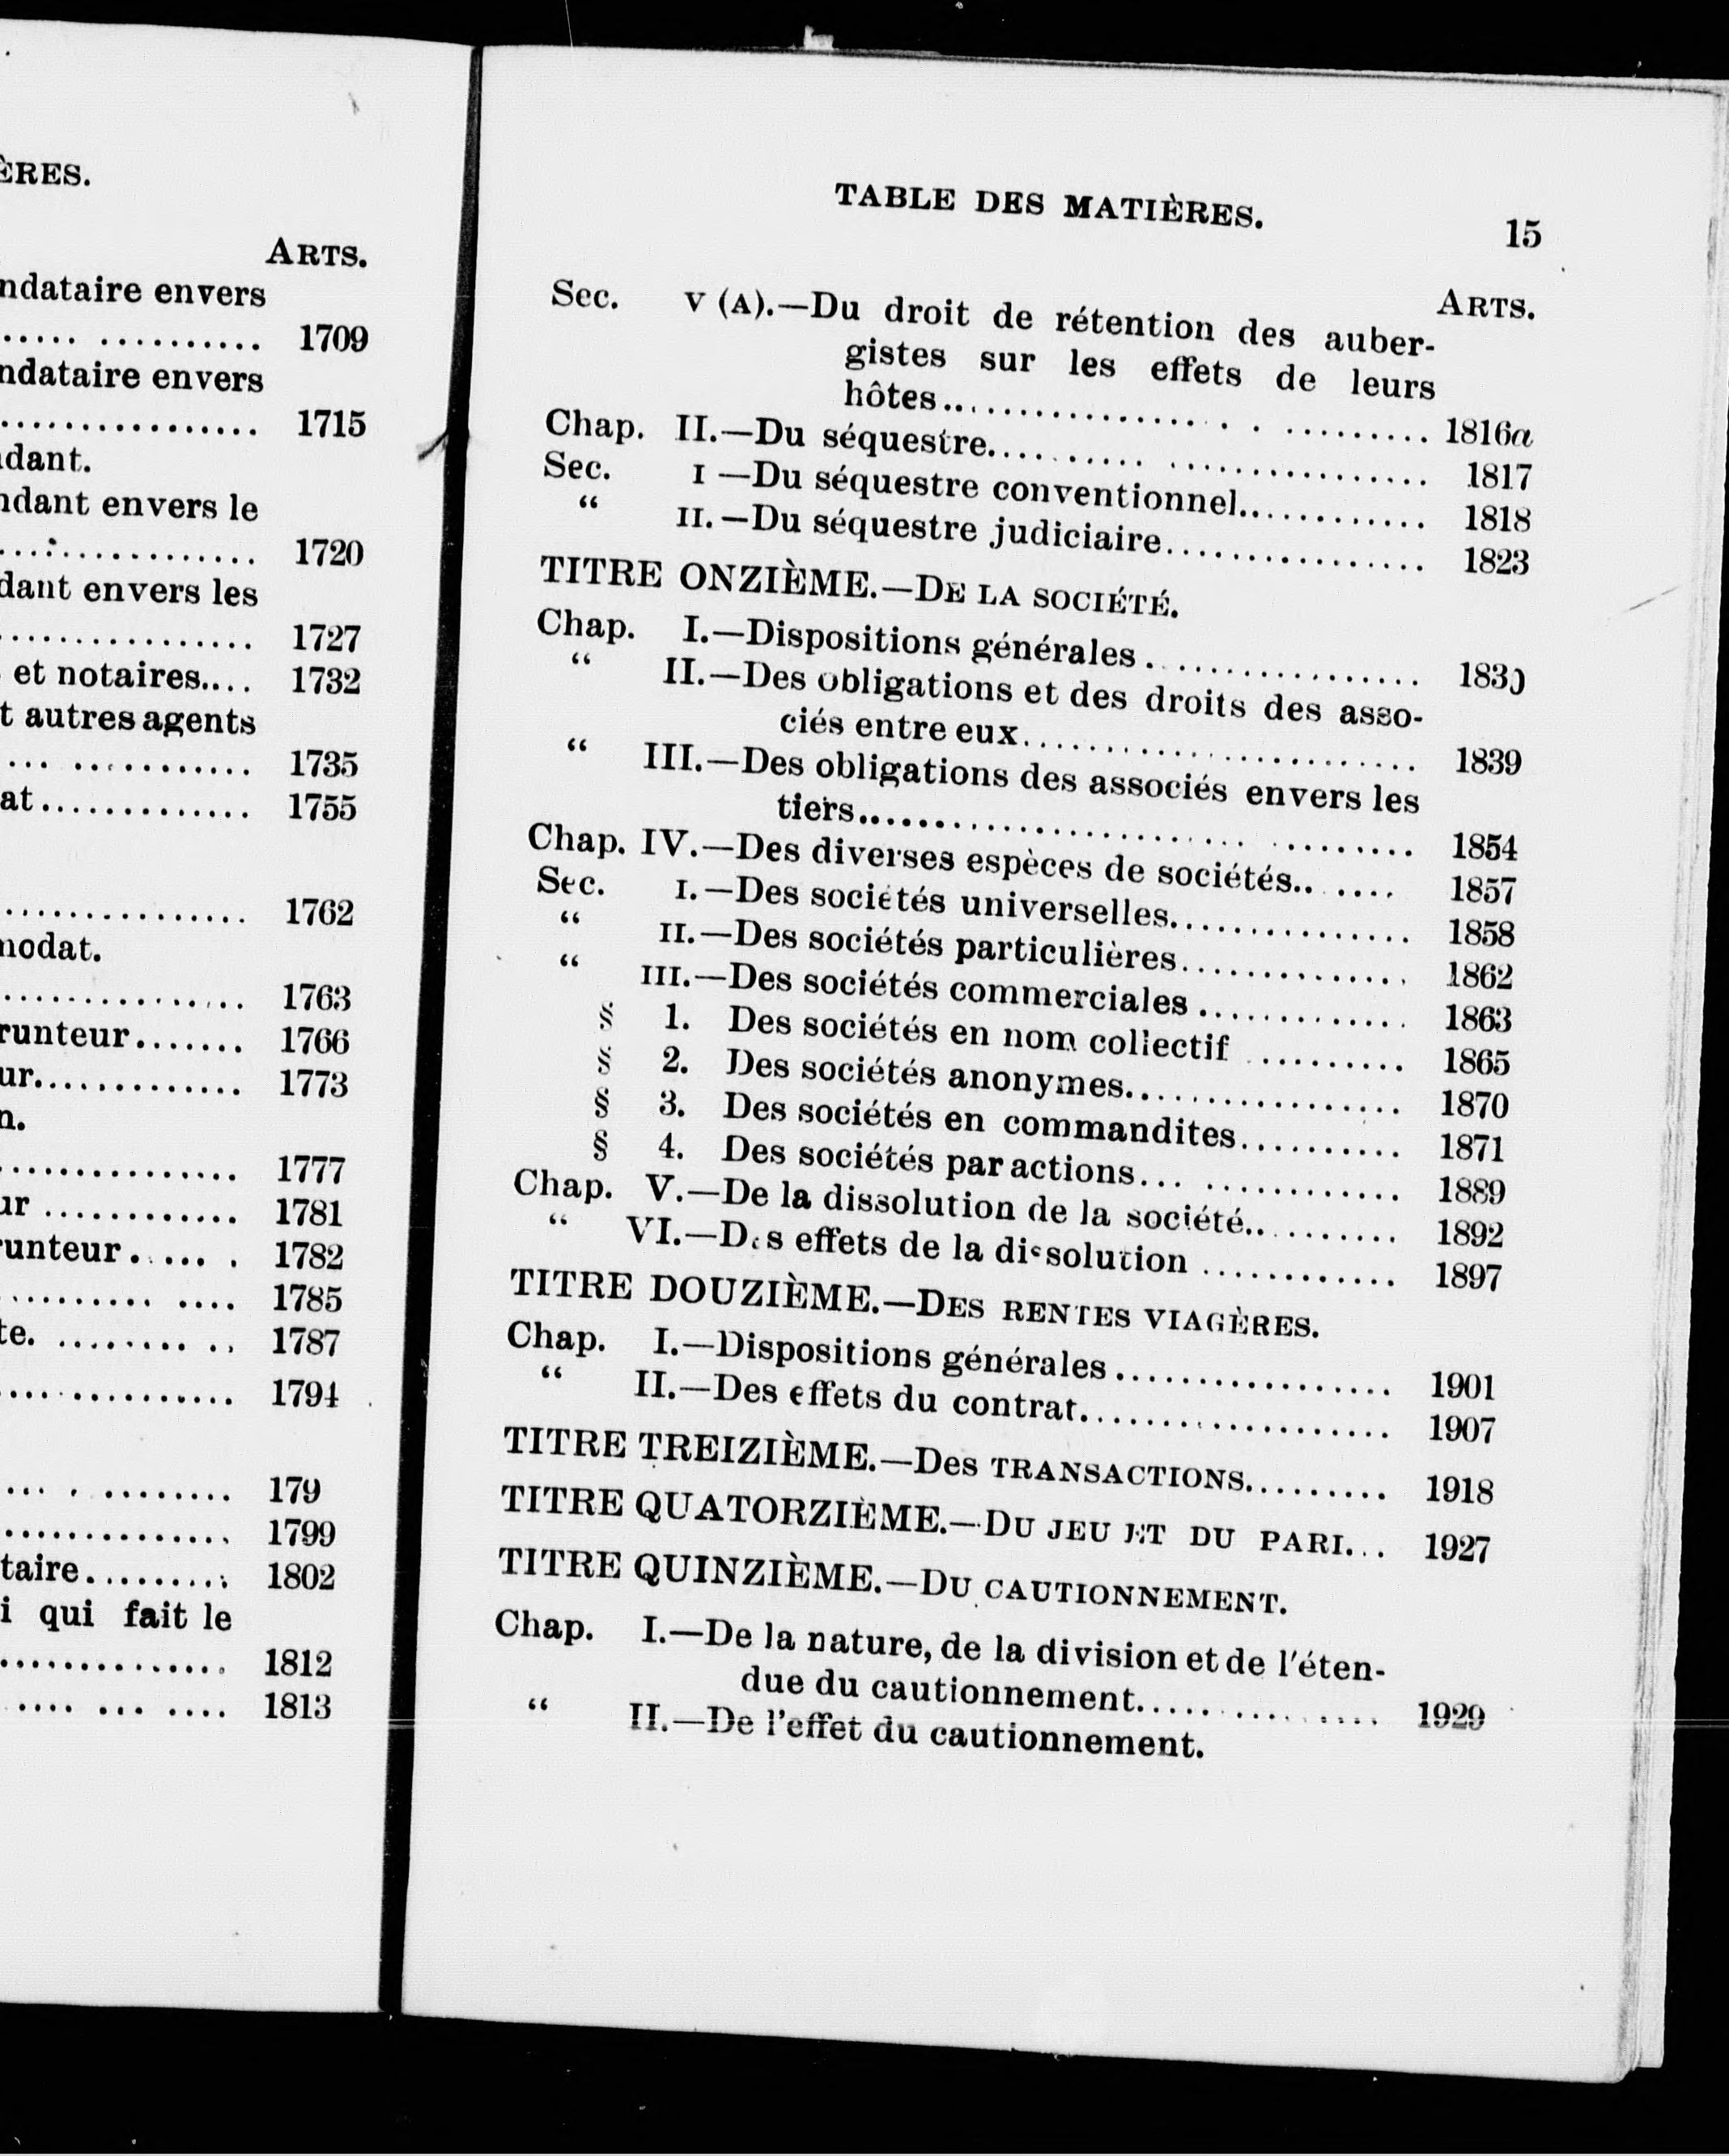 ÈRES.
ARTS.
ndataire envers
..... .......... 1709
ndataire envers
................ 1715
dant.
ndant envers le
................ 1720
dant envers les
................ 1727
et notaires.... 1732
t autres agents
... ........... 1735
at............. 1755
............... 1762
modat.
............... 1763
runteur....... 1766
ur............. 1773
n.
............... 1777
ur ............ 1781
runteur..... . 1782
.......... .... 1785
te. ........ .. 1787
............... 1794
... . ........ 179
.............. 1799
taire......... 1802
i qui fait le
.............. 1812
.... ... .... 1813
TABLE DES MATIÈRES.
15
ARTS.
Sec. V (A).—Du droit de rétention des auber-
gistes sur les effets de leurs
hôtes................. . . ......... 1816a
Chap. II.—Du séquestre.......... ................ 1817
Sec. I —Du séquestre conventionnel............. 1818
“ II.—Du séquestre judiciaire................ 1823
TITRE ONZIÈME.—DE LA SOCIÉTÉ.
Chap. I.—Dispositions générales ................. 1830
“ II.—Des obligations et des droits des asso-
ciés entre eux......................... 1839
“ III.—Des obligations des associés envers les
tiers......................... ......... 1854
Chap. IV.—Des diverses espèces de sociétés.. ..... 1857
Sec. I.—Des sociétés universelles................ 1858
“ II.—Des sociétés particulières............... 1862
“ III.—Des sociétés commerciales .............. 1863
§ 1. Des sociétés en nom collectif .......... 1865
§ 2. Des sociétés anonymes.................. 1870
§ 3. Des sociétés en commandites........... 1871
§ 4. Des sociétés par actions... ............. 1889
Chap. V.—De la dissolution de la société.......... 1892
“ VI.—Des effets de la dissolution ............ 1897
TITRE DOUZIÈME.—DES RENTES VIAGÈRES.
Chap. I.—Dispositions générales.................. 1901
“ II.—Des effets du contrat.................... 1907
TITRE TREIZIÈME.—Des TRANSACTIONS......... 1918
TITRE QUATORZIÈME.—DU JEU ET DU PARI... 1927
TITRE QUINZIÈME.—DU CAUTIONNEMENT.
Chap. I.—De la nature, de la division et de l'éten-
due du cautionnement................ 1929
“ II.—De l'effet du cautionnement.